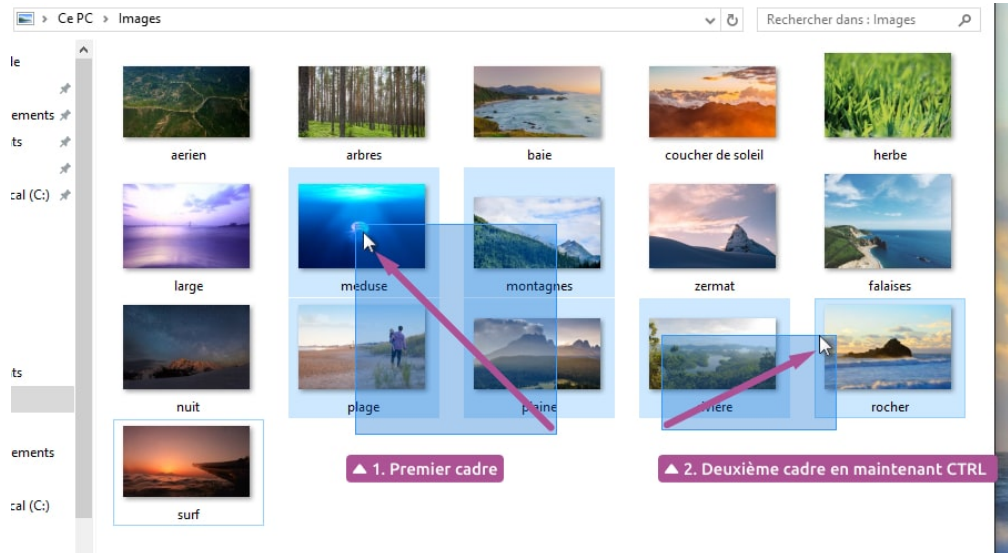 Ce PC > Images
Rechercher dans : Images
le
ements
ts
cal (C:)
aerien
arbres
baie
coucher de soleil
herbe
large
meduse
montagnes
zermat
falaises
nuit
plage
plaine
rivière
rocher
ts
ements
cal (C:)
surf
1. Premier cadre
2. Deuxième cadre en maintenant CTRL